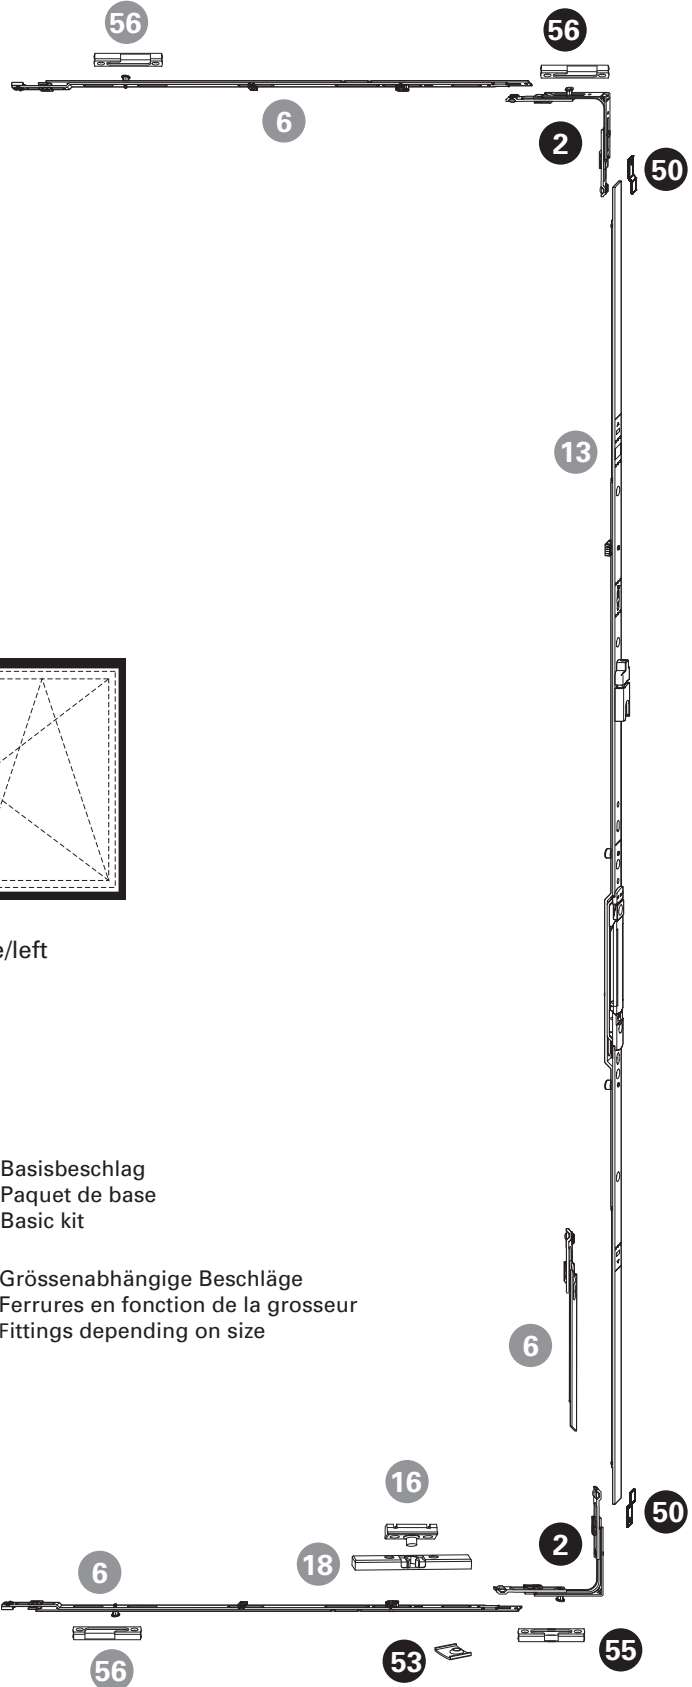 56
56
6
2
50
13
e/left
Basisbeschlag
Paquet de base
Basic kit
Grössenabhängige Beschläge
Ferrures en fonction de la grosseur
Fittings depending on size
6
16
50
18
2
6
56
53
55